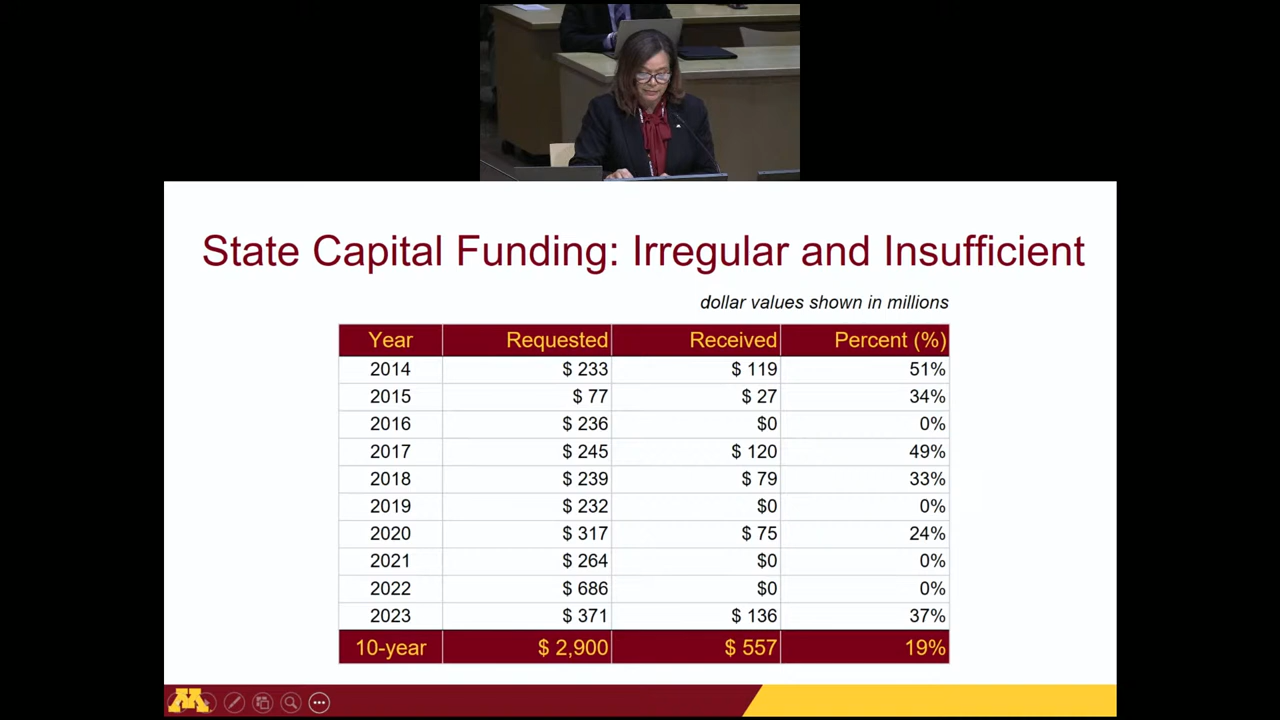 State Capital Funding: Irregular and Insufficient
dollar values shown in millions
Year Requested Received Percent (%)
2014 $ 233 $ 119 51%
2015 $ 77 $ 27 34%
2016 $ 236 $0 0%
2017 $ 245 $ 120 49%
2018 $ 239 $ 79 33%
2019 $ 232 $0 0%
2020 $ 317 $ 75 24%
2021 $ 264 $0 0%
2022 $ 686 $0 0%
2023 $ 371 $ 136 37%
10-year $ 2,900 $ 557 19%
M